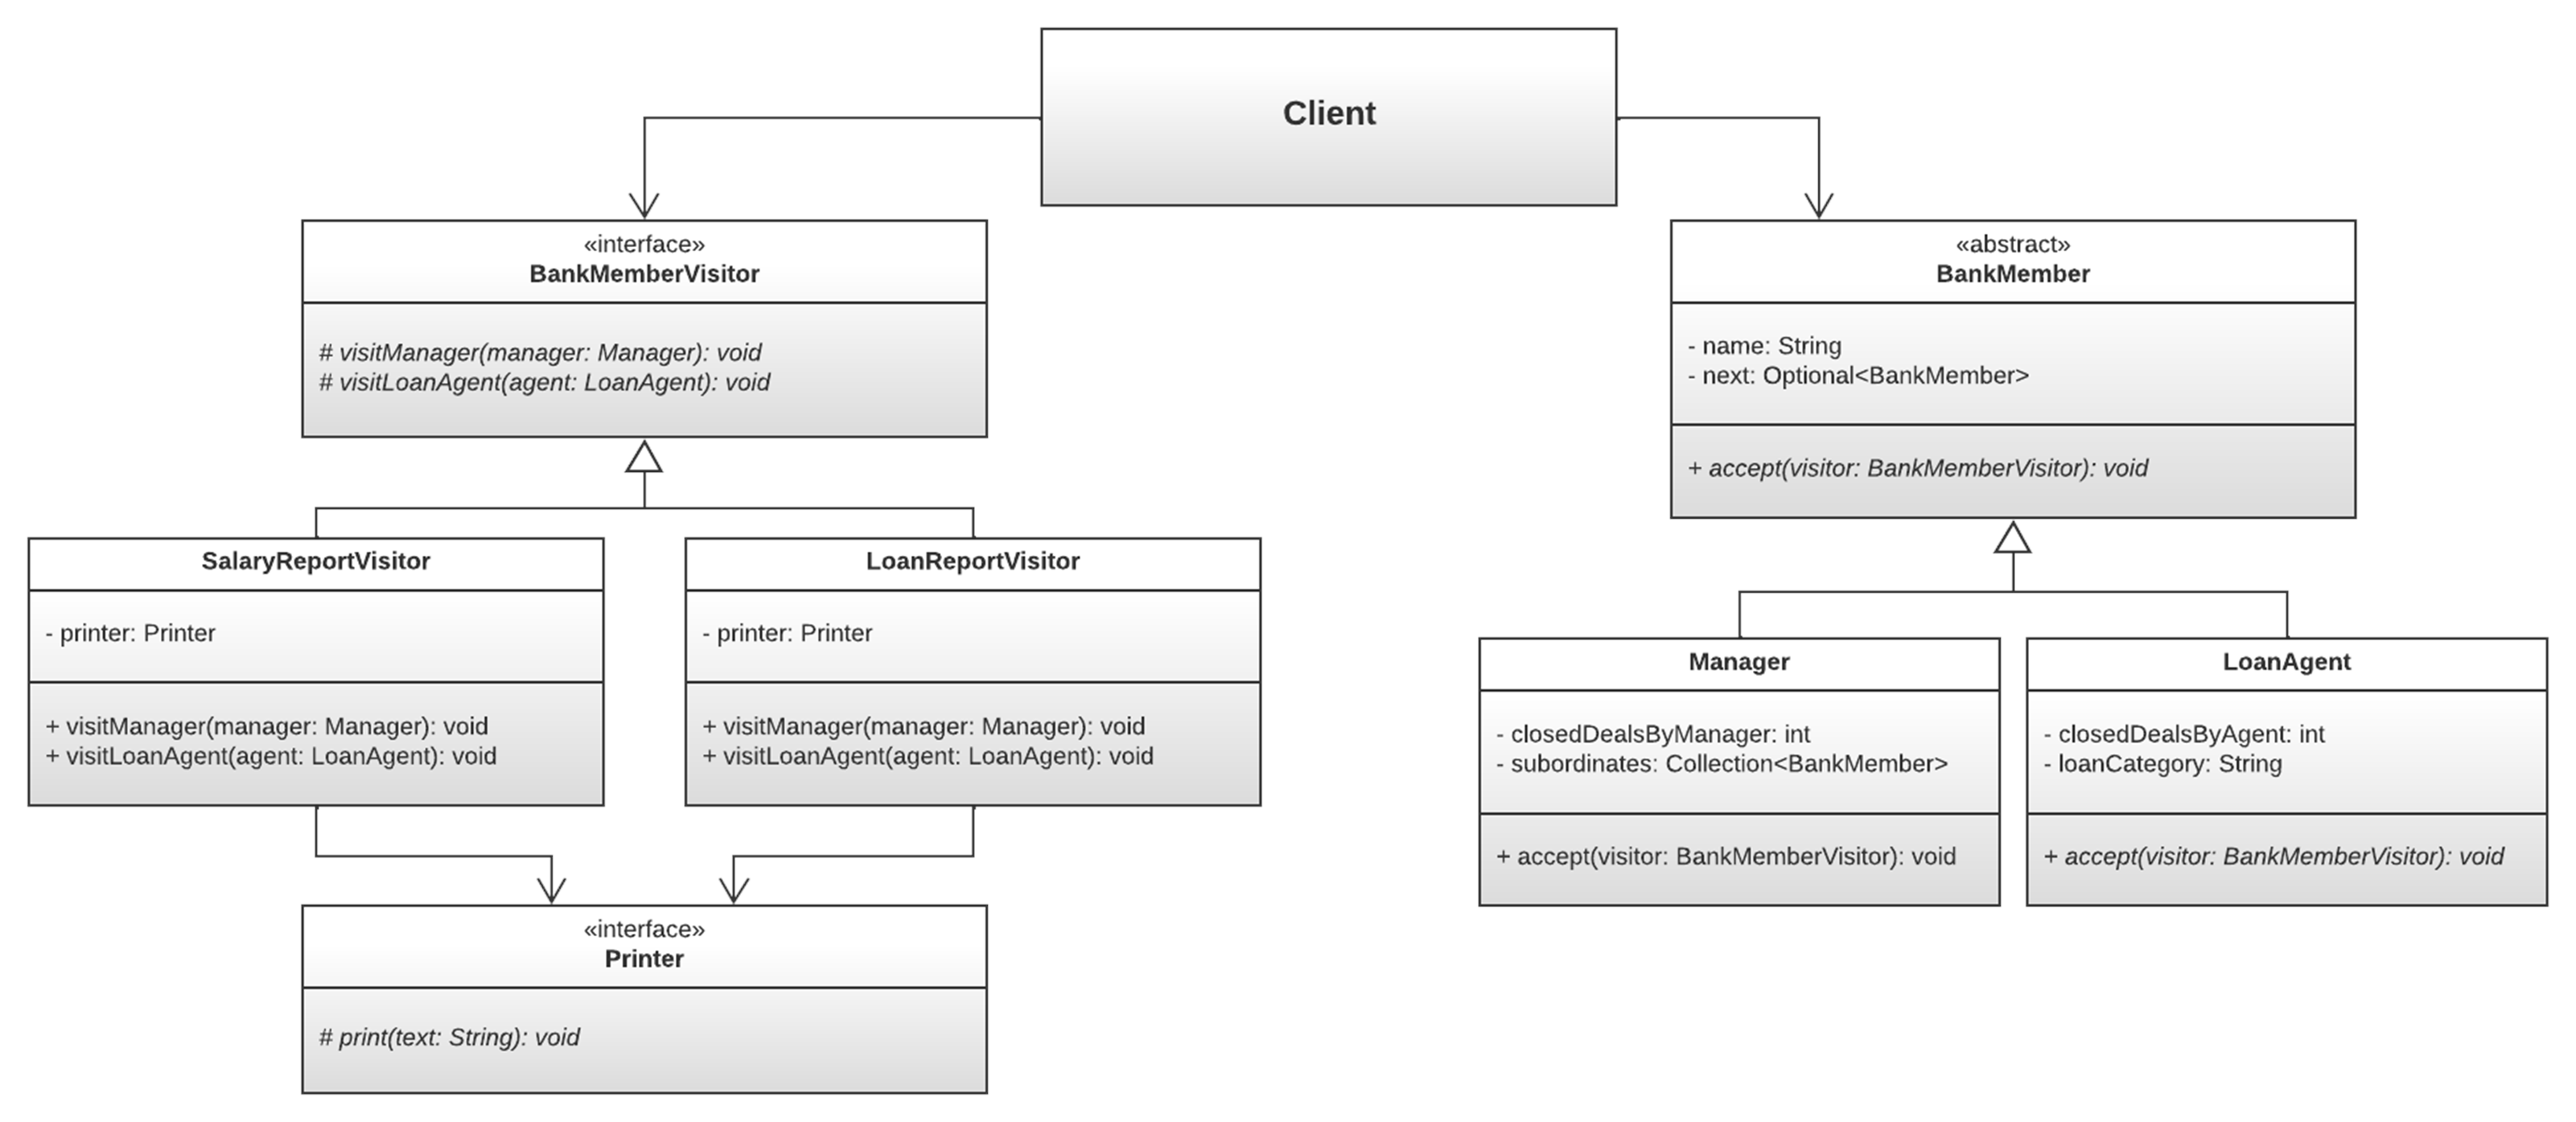 Client
«interface»
BankMemberVisitor
# visitManager(manager: Manager): void
# visitLoanAgent(agent: LoanAgent): void
«abstract»
BankMember
- name: String
- next: Optional<BankMember>
+ accept(visitor: BankMemberVisitor): void
SalaryReportVisitor
- printer: Printer
+ visitManager(manager: Manager): void
+ visitLoanAgent(agent: LoanAgent): void
LoanReportVisitor
- printer: Printer
+ visitManager(manager: Manager): void
+ visitLoanAgent(agent: LoanAgent): void
Manager
- closedDealsByManager: int
- subordinates: Collection<BankMember>
+ accept(visitor: BankMemberVisitor): void
LoanAgent
- closedDealsByAgent: int
- loanCategory: String
+ accept(visitor: BankMemberVisitor): void
«interface»
Printer
# print(text: String): void